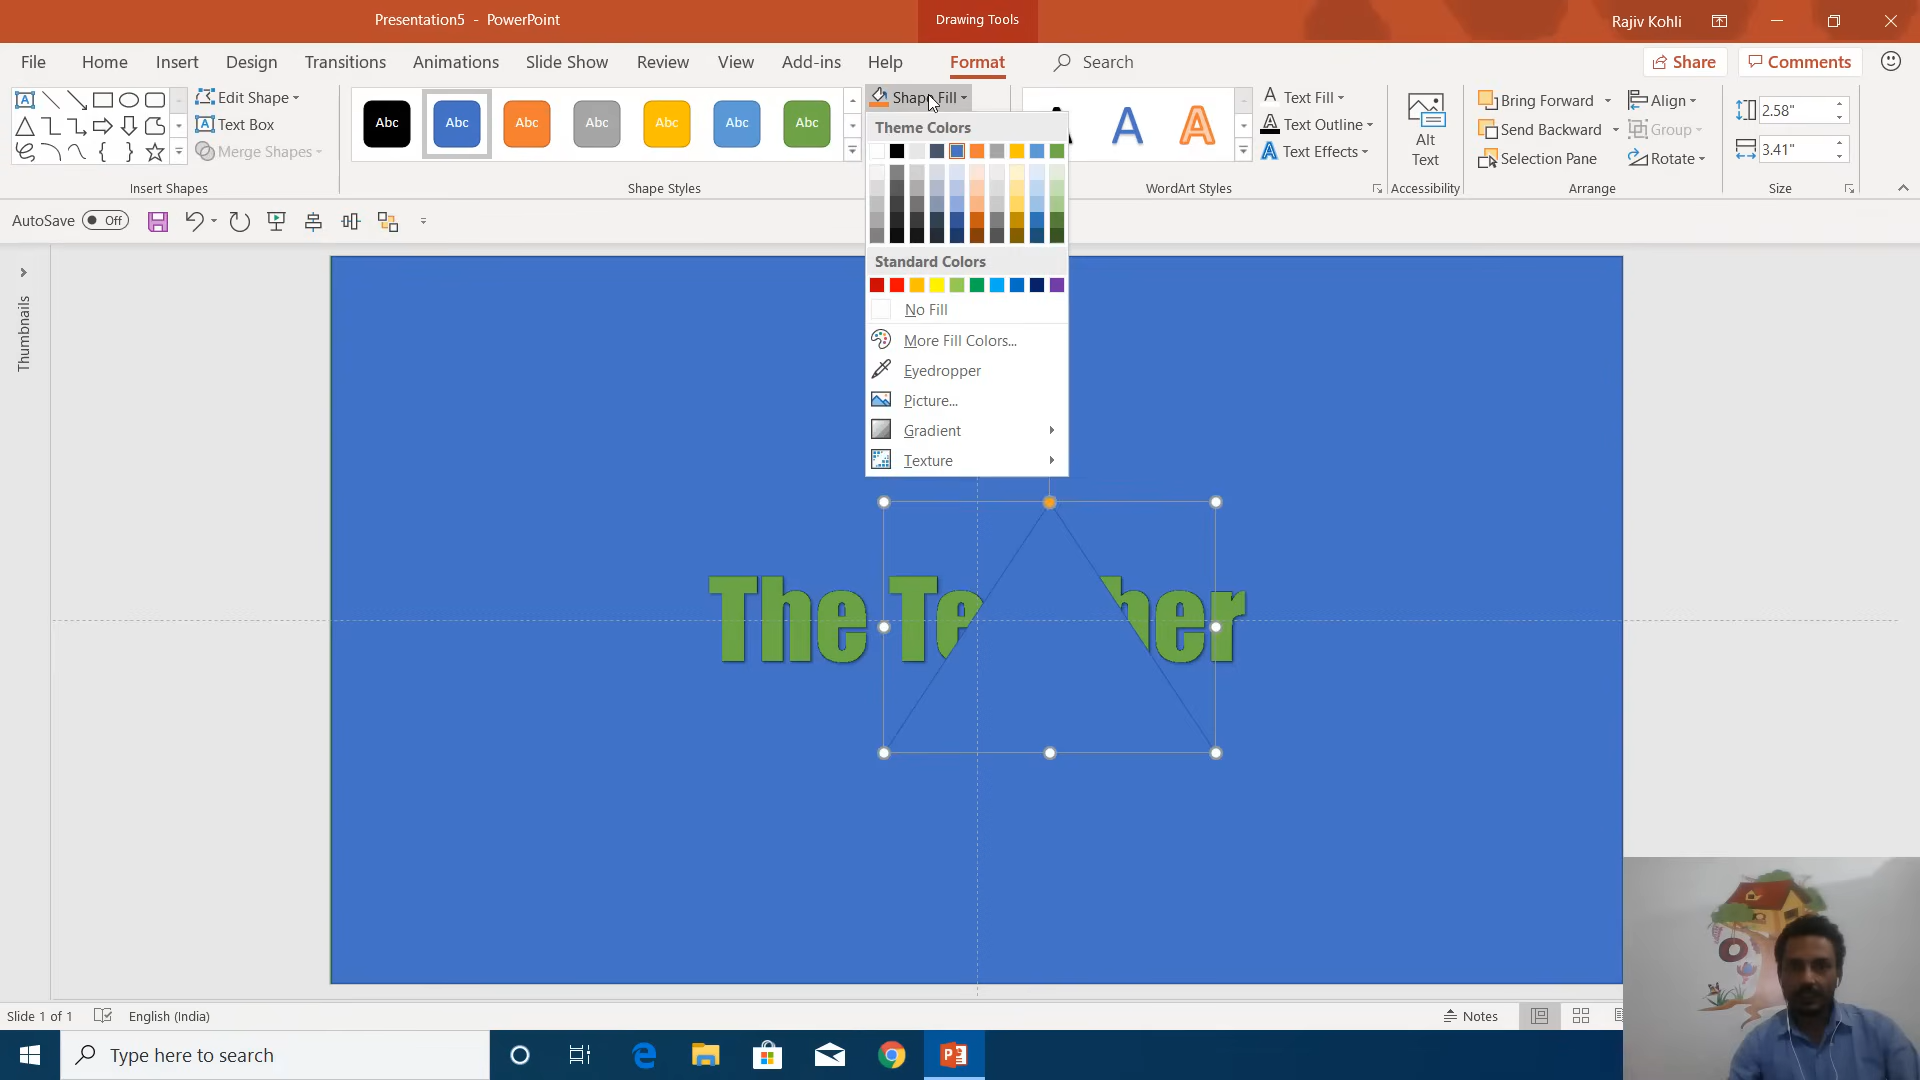 Presentation5 - PowerPoint
Drawing Tools
Rajiv Kohli
File Home Insert Design Transitions Animations Slide Show Review View Add-ins Help Format Search
Share Comments
Edit Shape
Text Box
Merge Shapes
Insert Shapes
Abc Abc Abc Abc Abc Abc Abc
Shape Styles
Shape Fill
Theme Colors
Standard Colors
No Fill
More Fill Colors...
Eyedropper
Picture...
Gradient
Texture
A A A
Text Fill
Text Outline
Text Effects
WordArt Styles
Alt
Text
Accessibility
Bring Forward
Send Backward
Selection Pane
Align
Group
Rotate
Arrange
2.58"
3.41"
Size
AutoSave Off
Thumbnails
The Te her
Slide 1 of 1 English (India)
Notes
Type here to search